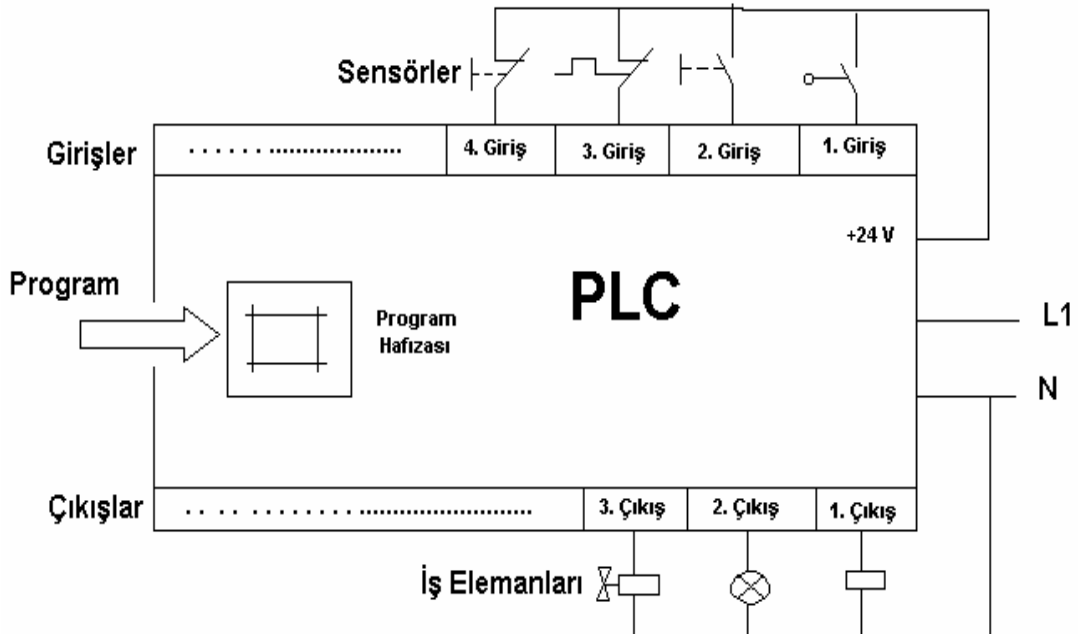 Sensörler
Girişler
4. Giriş
3. Giriş
2. Giriş
1. Giriş
+24 V
Program
PLC
Program
Hafızası
L1
N
Çıkışlar
3. Çıkış
2. Çıkış
1. Çıkış
İş Elemanları